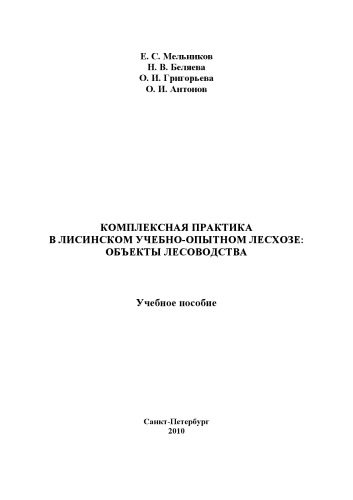 Е. С. Мельников
Н. В. Беляева
О. И. Григорьева
О. И. Антонов
КОМПЛЕКСНАЯ ПРАКТИКА
В ЛИСИНСКОМ УЧЕБНО-ОПЫТНОМ ЛЕСХОЗЕ:
ОБЪЕКТЫ ЛЕСОВОДСТВА
Учебное пособие
Санкт-Петербург
2010